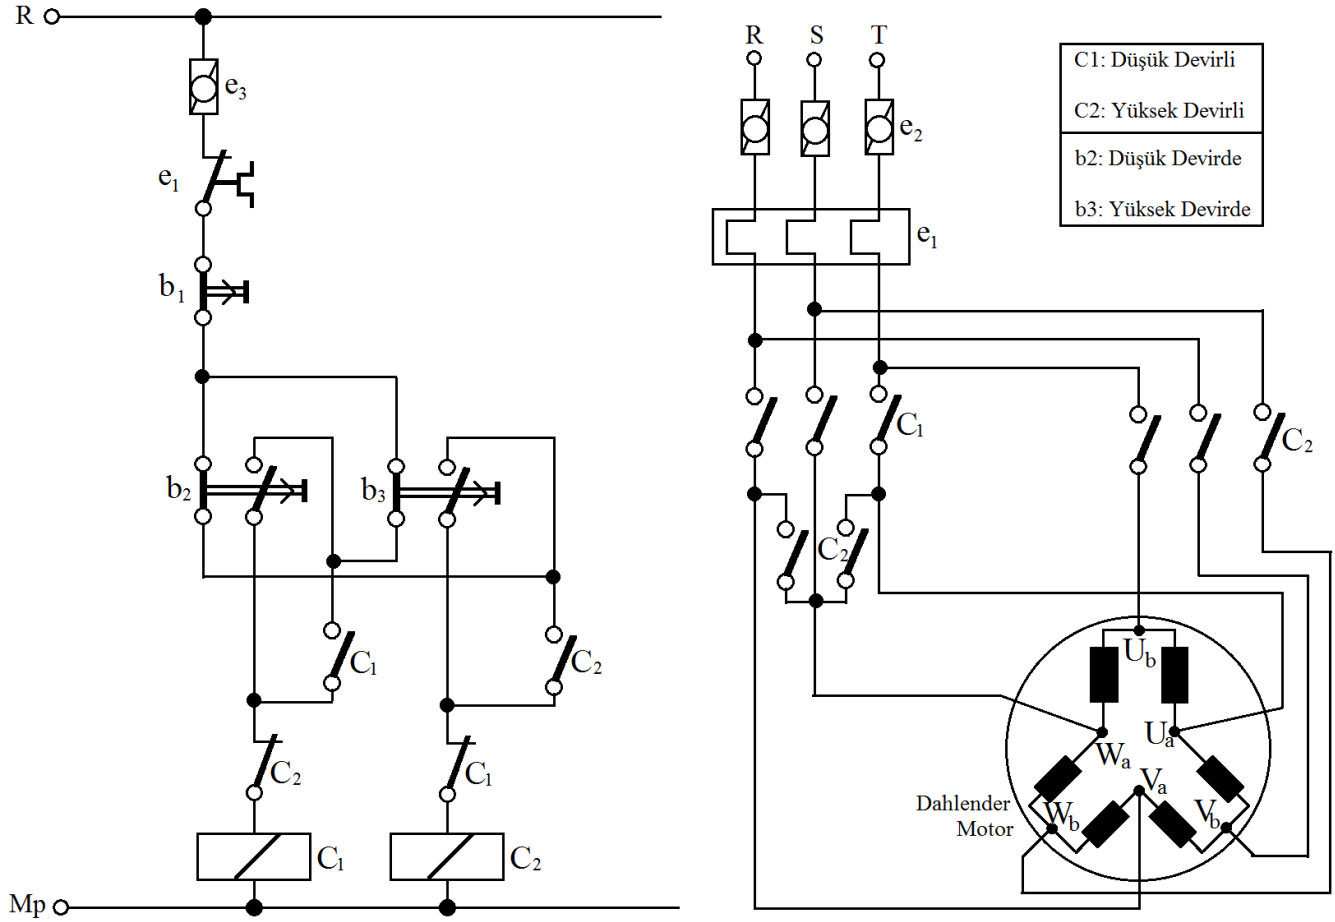 R
e3
e1
b1
b2
b3
C1
C2
C2
C1
C1
C2
Mp
R S T
e2
e1
C1
C2
C2
Ub
Ua
Wa
Va
Wb
Vb
Dahlender
Motor
C1: Düşük Devirli
C2: Yüksek Devirli
b2: Düşük Devirde
b3: Yüksek Devirde